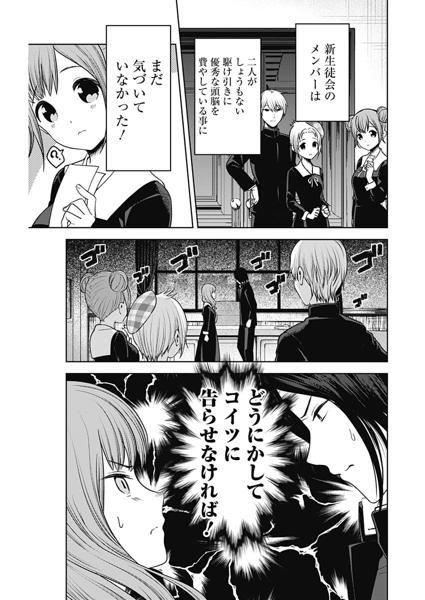 新生徒会の
メンバーは
二人が
しょうもない
駆け引きに
優秀な頭脳を
費やしている事に
まだ
気づいて
いなかった!
?
ゴゴ
ゴゴ
ゴゴ
ゴゴ
どうにかして
コイツに
告らせなければ!